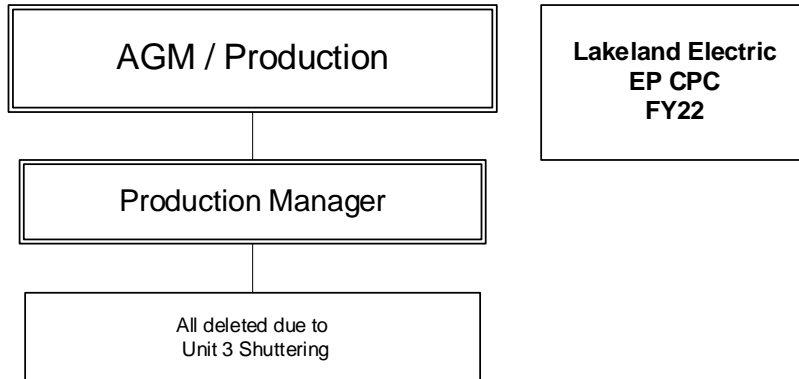 AGM / Production
Lakeland Electric
EP CPC
FY22
Production Manager
All deleted due to
Unit 3 Shuttering